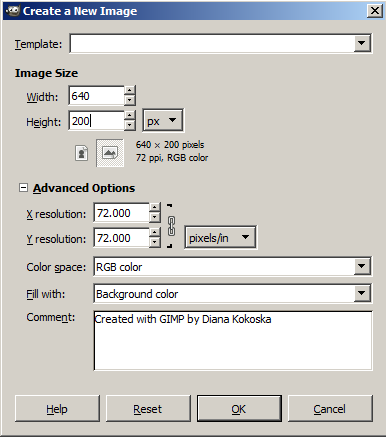 Create a New Image
Template:
Image Size
Width: 640
Height: 200 px
640 × 200 pixels
72 ppi, RGB color
Advanced Options
X resolution: 72.000
Y resolution: 72.000 pixels/in
Color space: RGB color
Fill with: Background color
Comment: Created with GIMP by Diana Kokoska
Help Reset OK Cancel